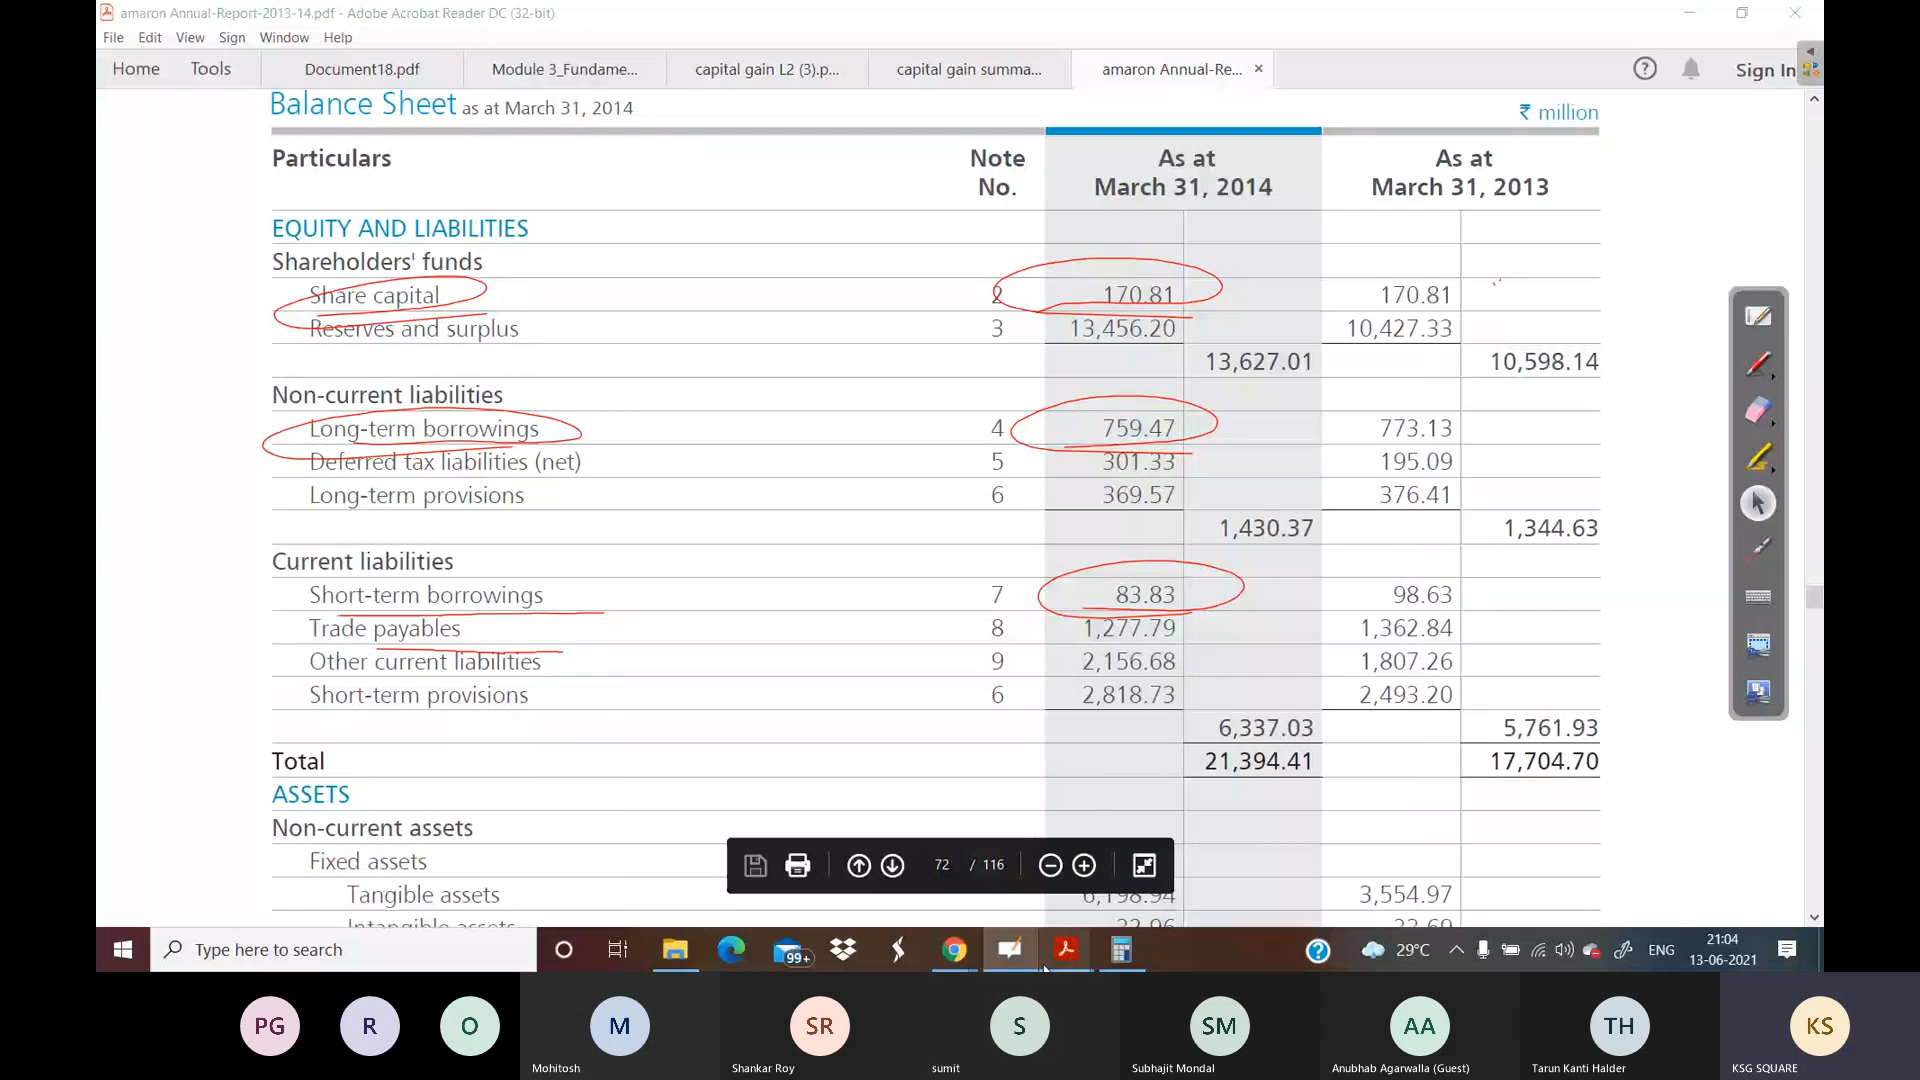 amaron Annual-Report-2013-14.pdf - Adobe Acrobat Reader DC (32-bit)
File Edit View Sign Window Help
Home Tools Document18.pdf Module 3_Fundame... capital gain L2 (3).p... capital gain summa... amaron Annual-Re... × Sign In
Balance Sheet as at March 31, 2014 ₹ million
Particulars Note No. As at March 31, 2014 As at March 31, 2013
EQUITY AND LIABILITIES
Shareholders' funds
Share capital 2 170.81 170.81
Reserves and surplus 3 13,456.20 10,427.33
13,627.01 10,598.14
Non-current liabilities
Long-term borrowings 4 759.47 773.13
Deferred tax liabilities (net) 5 301.33 195.09
Long-term provisions 6 369.57 376.41
1,430.37 1,344.63
Current liabilities
Short-term borrowings 7 83.83 98.63
Trade payables 8 1,277.79 1,362.84
Other current liabilities 9 2,156.68 1,807.26
Short-term provisions 6 2,818.73 2,493.20
6,337.03 5,761.93
Total 21,394.41 17,704.70
ASSETS
Non-current assets
Fixed assets
72 / 116
Tangible assets 6,198.94 3,554.97
Intangible assets
Type here to search 99+ 29°C ENG 21:04
13-06-2021
PG R O M SR S SM AA TH KS
Mohitosh Shankar Roy sumit Subhajit Mondal Anubhab Agarwalla (Guest) Tarun Kanti Halder KSG SQUARE